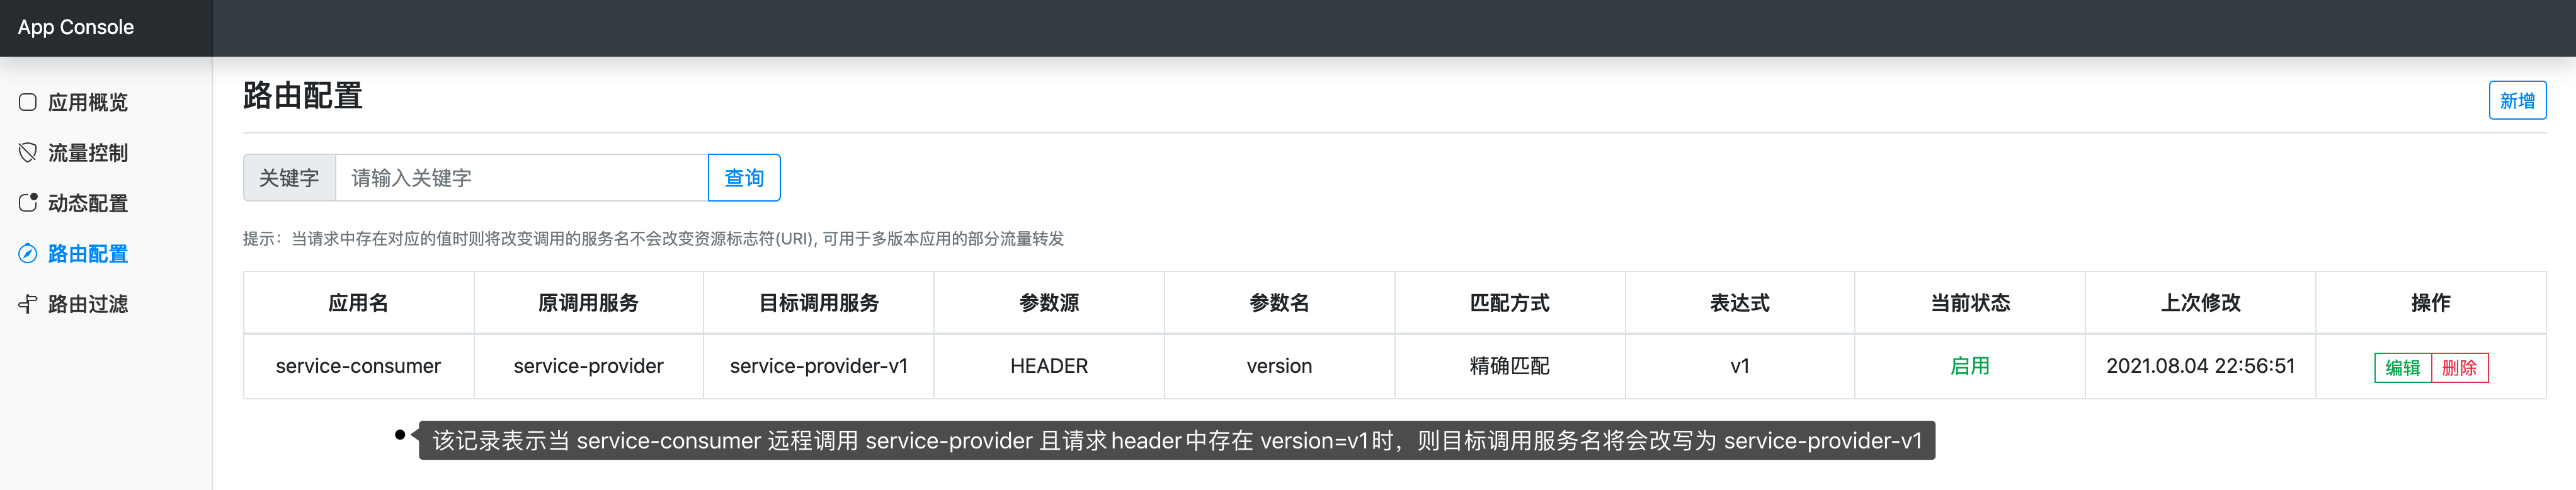 App Console
应用概览
流量控制
动态配置
路由配置
路由过滤
路由配置
新增
关键字 请输入关键字 查询
提示：当请求中存在对应的值时则将改变调用的服务名不会改变资源标志符(URI), 可用于多版本应用的部分流量转发
应用名 原调用服务 目标调用服务 参数源 参数名 匹配方式 表达式 当前状态 上次修改 操作
service-consumer service-provider service-provider-v1 HEADER version 精确匹配 v1 启用 2021.08.04 22:56:51 编辑 删除
该记录表示当 service-consumer 远程调用 service-provider 且请求header中存在 version=v1时，则目标调用服务名将会改写为 service-provider-v1